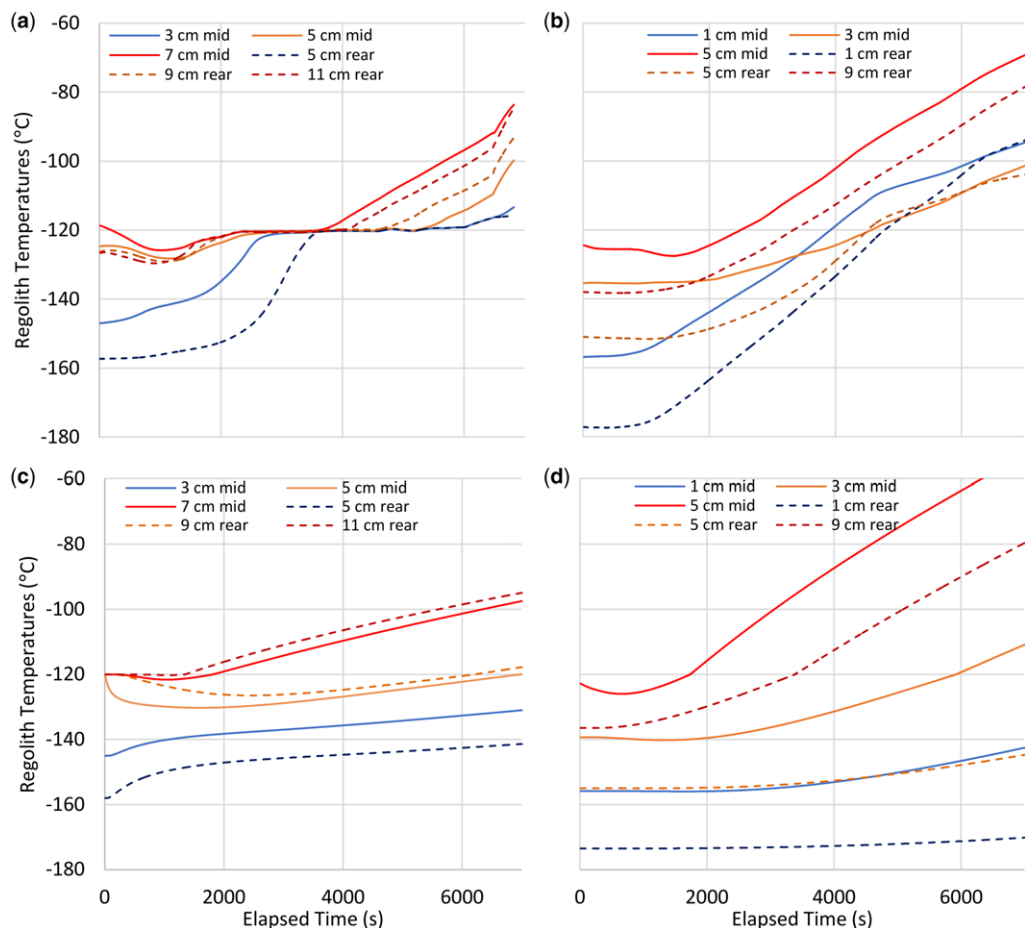 (a)
-60
-80
-100
-120
-140
-160
-180
Regolith Temperatures (°C)
3 cm mid 5 cm mid
7 cm mid 5 cm rear
9 cm rear 11 cm rear
(b)
1 cm mid 3 cm mid
5 cm mid 1 cm rear
5 cm rear 9 cm rear
(c)
-60
-80
-100
-120
-140
-160
-180
Regolith Temperatures (°C)
3 cm mid 5 cm mid
7 cm mid 5 cm rear
9 cm rear 11 cm rear
0 2000 4000 6000
Elapsed Time (s)
(d)
1 cm mid 3 cm mid
5 cm mid 1 cm rear
5 cm rear 9 cm rear
0 2000 4000 6000
Elapsed Time (s)